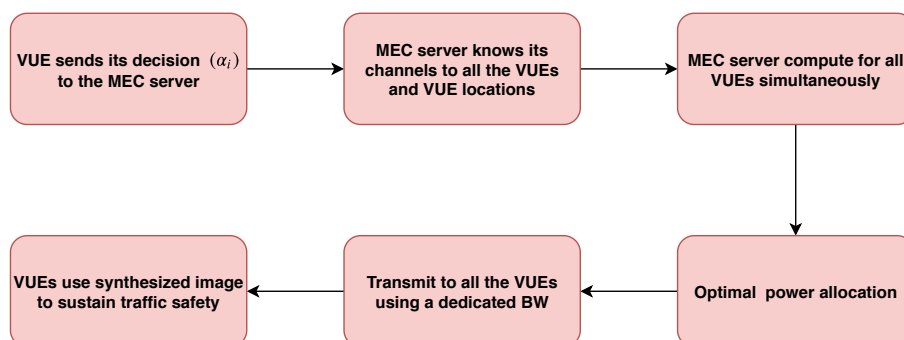 VUE sends its decision (αᵢ)
to the MEC server
MEC server knows its
channels to all the VUEs
and VUE locations
MEC server compute for all
VUEs simultaneously
VUEs use synthesized image
to sustain traffic safety
Transmit to all the VUEs
using a dedicated BW
Optimal power allocation